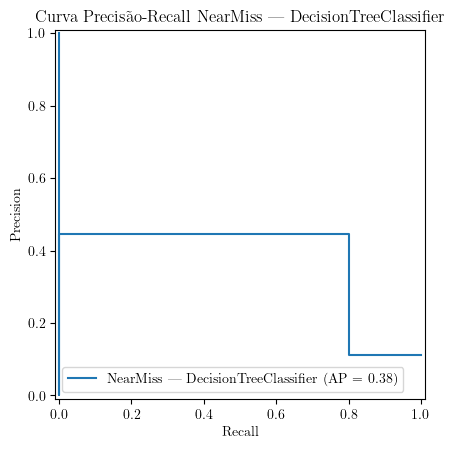 Curva Precisão-Recall NearMiss — DecisionTreeClassifier
1.0
0.8
0.6
0.4
0.2
0.0
Precision
NearMiss — DecisionTreeClassifier (AP = 0.38)
0.0 0.2 0.4 0.6 0.8 1.0
Recall